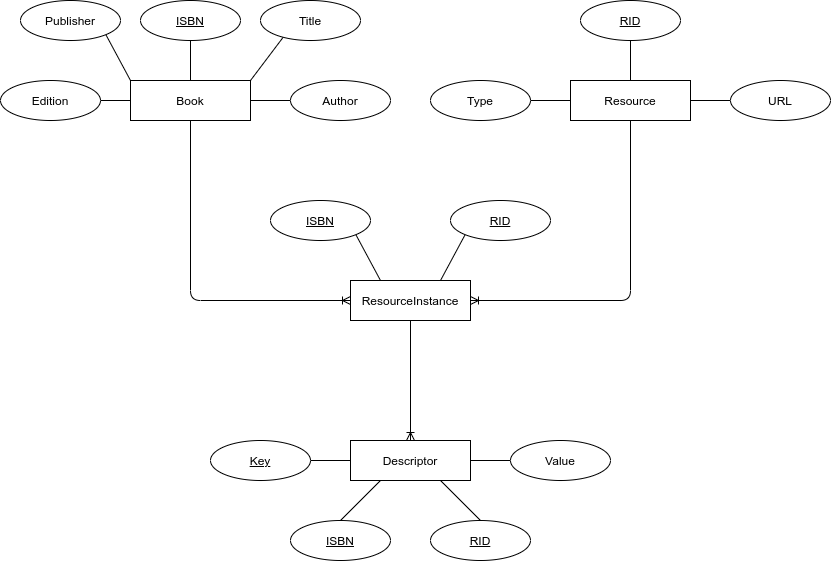 Publisher
ISBN
Title
RID
Edition
Book
Author
Type
Resource
URL
ISBN
RID
ResourceInstance
Key
Descriptor
Value
ISBN
RID